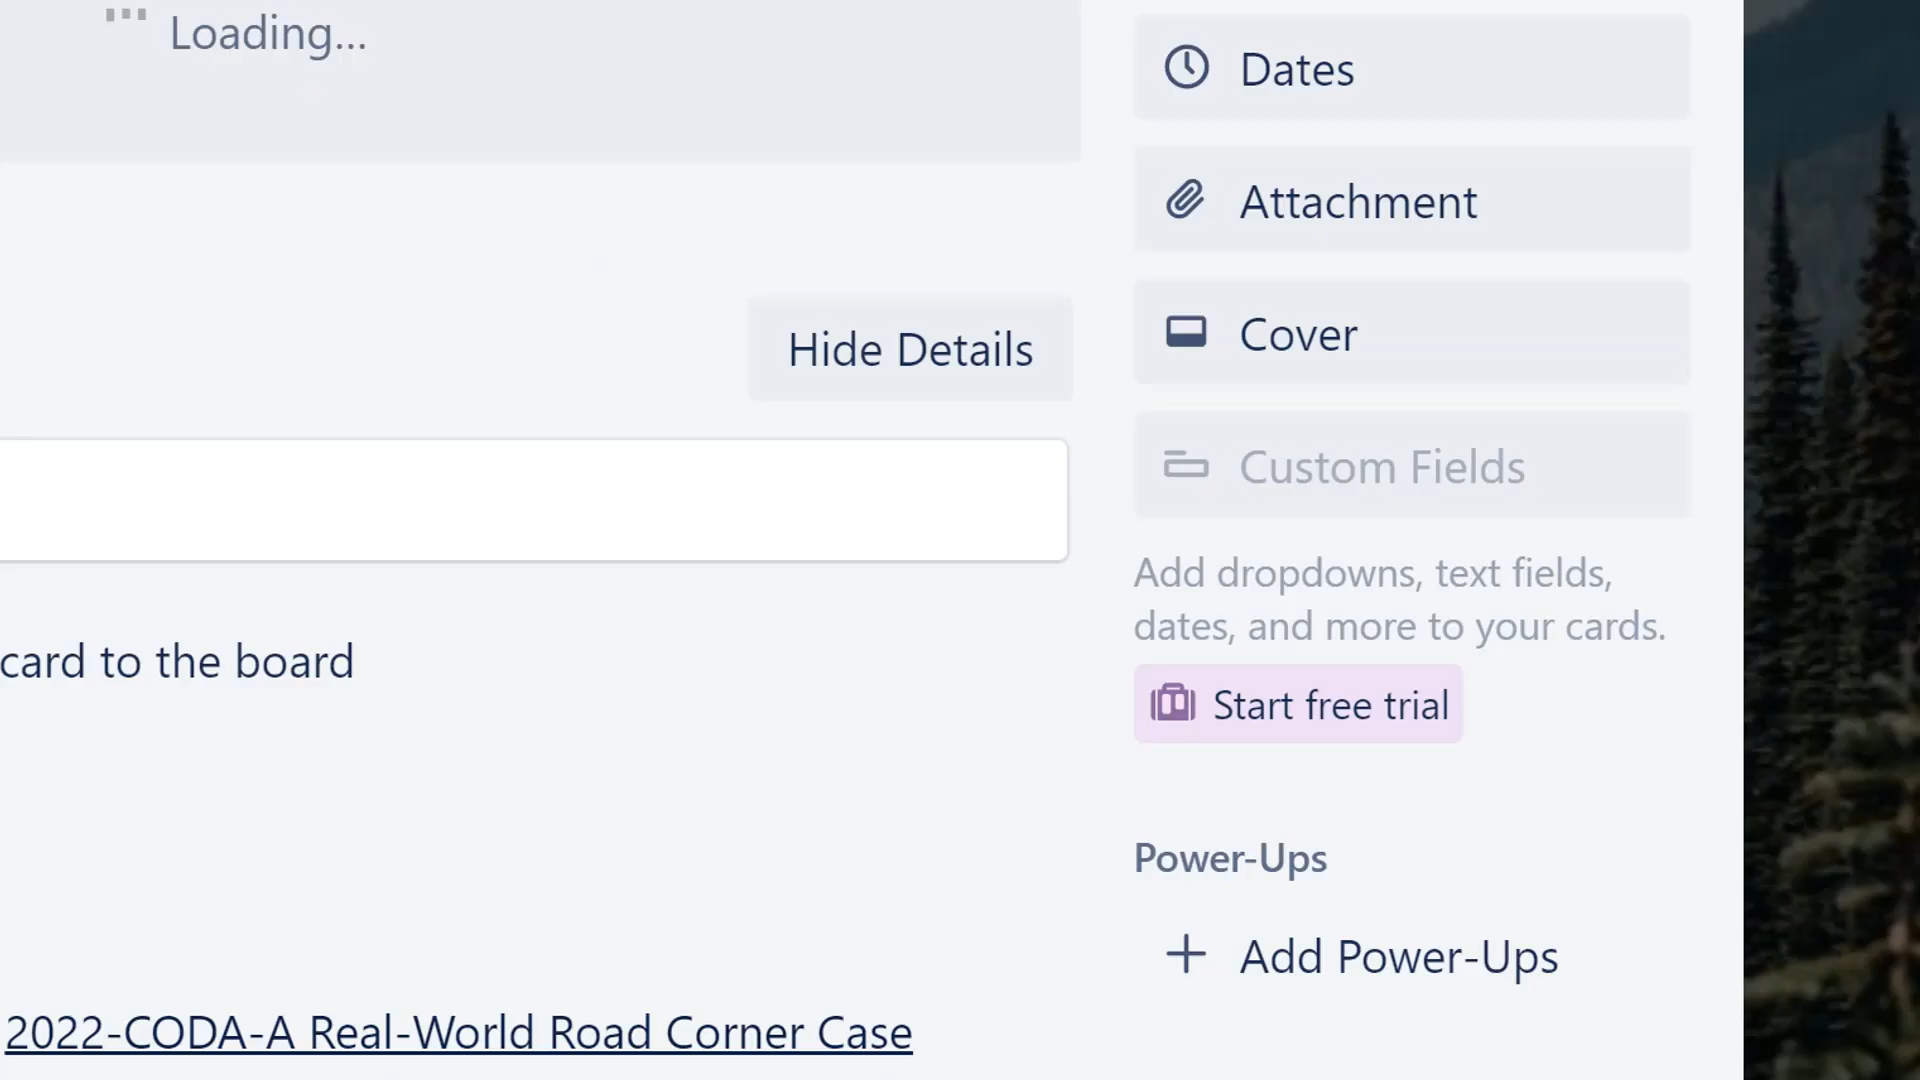 Loading...
Dates
Attachment
Cover
Hide Details
Custom Fields
Add dropdowns, text fields,
dates, and more to your cards.
card to the board
Start free trial
Power-Ups
Add Power-Ups
2022-CODA-A Real-World Road Corner Case